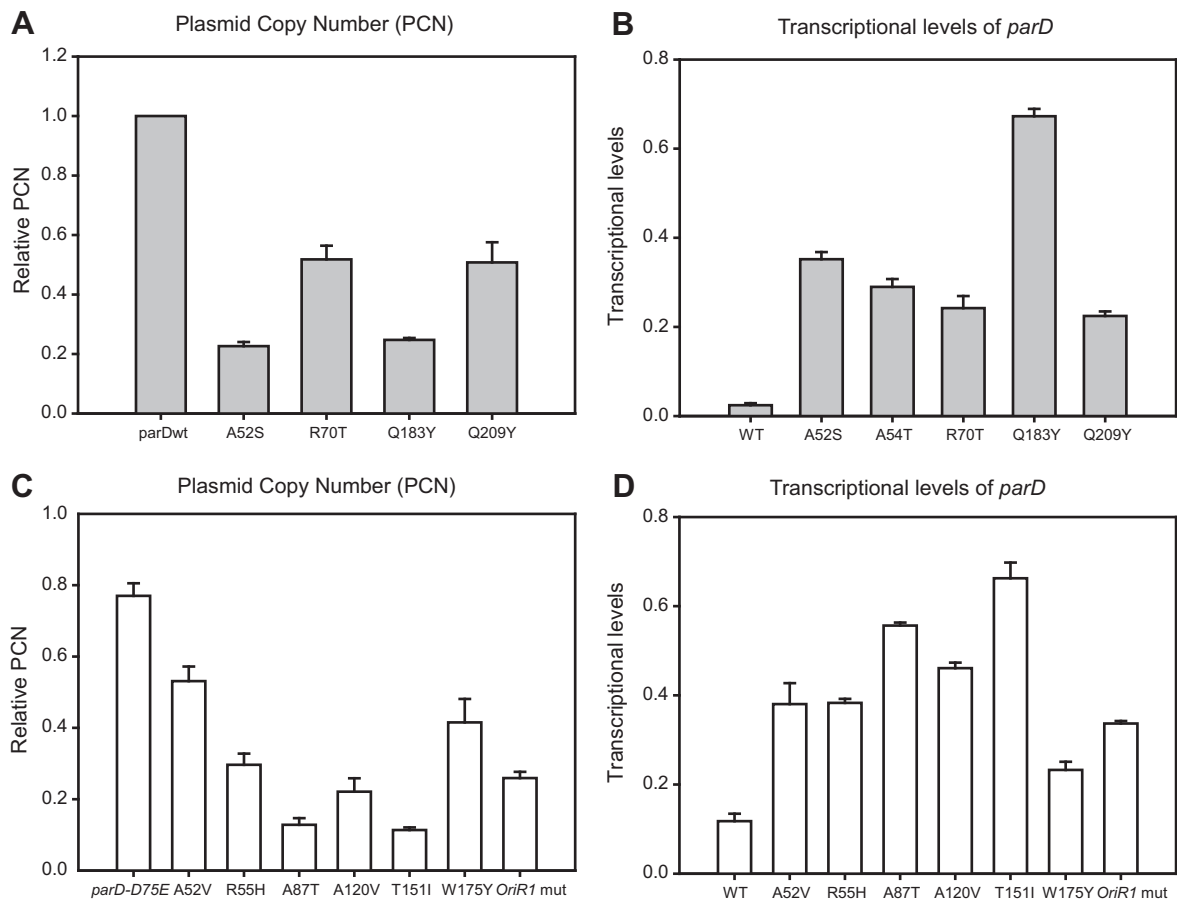 A
Plasmid Copy Number (PCN)
Relative PCN
1.2
1.0
0.8
0.6
0.4
0.2
0.0
parDwt A52S R70T Q183Y Q209Y
B
Transcriptional levels of parD
Transcriptional levels
0.8
0.6
0.4
0.2
0.0
WT A52S A54T R70T Q183Y Q209Y
C
Plasmid Copy Number (PCN)
Relative PCN
1.0
0.8
0.6
0.4
0.2
0.0
parD-D75E A52V R55H A87T A120V T151I W175Y OriR1 mut
D
Transcriptional levels of parD
Transcriptional levels
0.8
0.6
0.4
0.2
0.0
WT A52V R55H A87T A120V T151I W175Y OriR1 mut